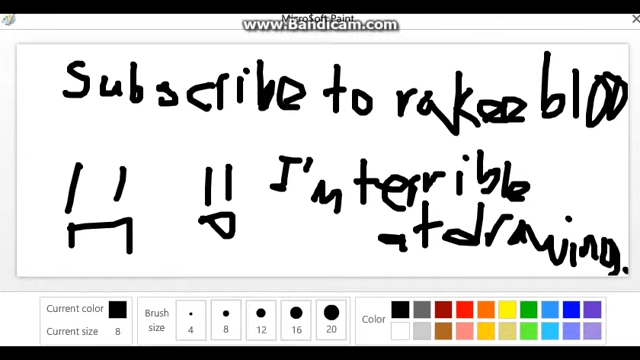 www.Bandicam.com
MicroSoft Paint
Subscribe to rakeeb100
I'm terrible
at drawing.
Current color
Current size 8
Brush size
4 8 12 16 20
Color